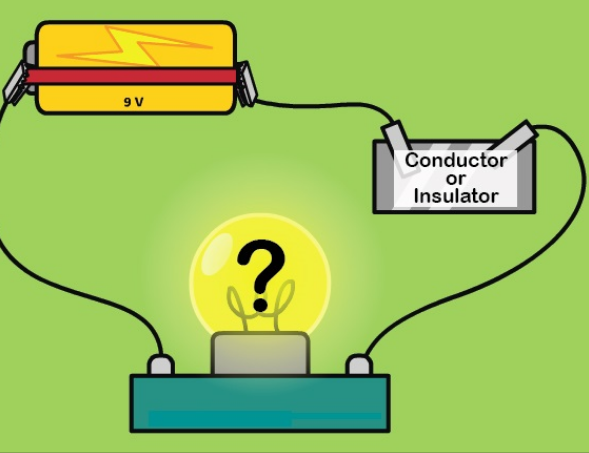 9 V
Conductor
or
Insulator
?